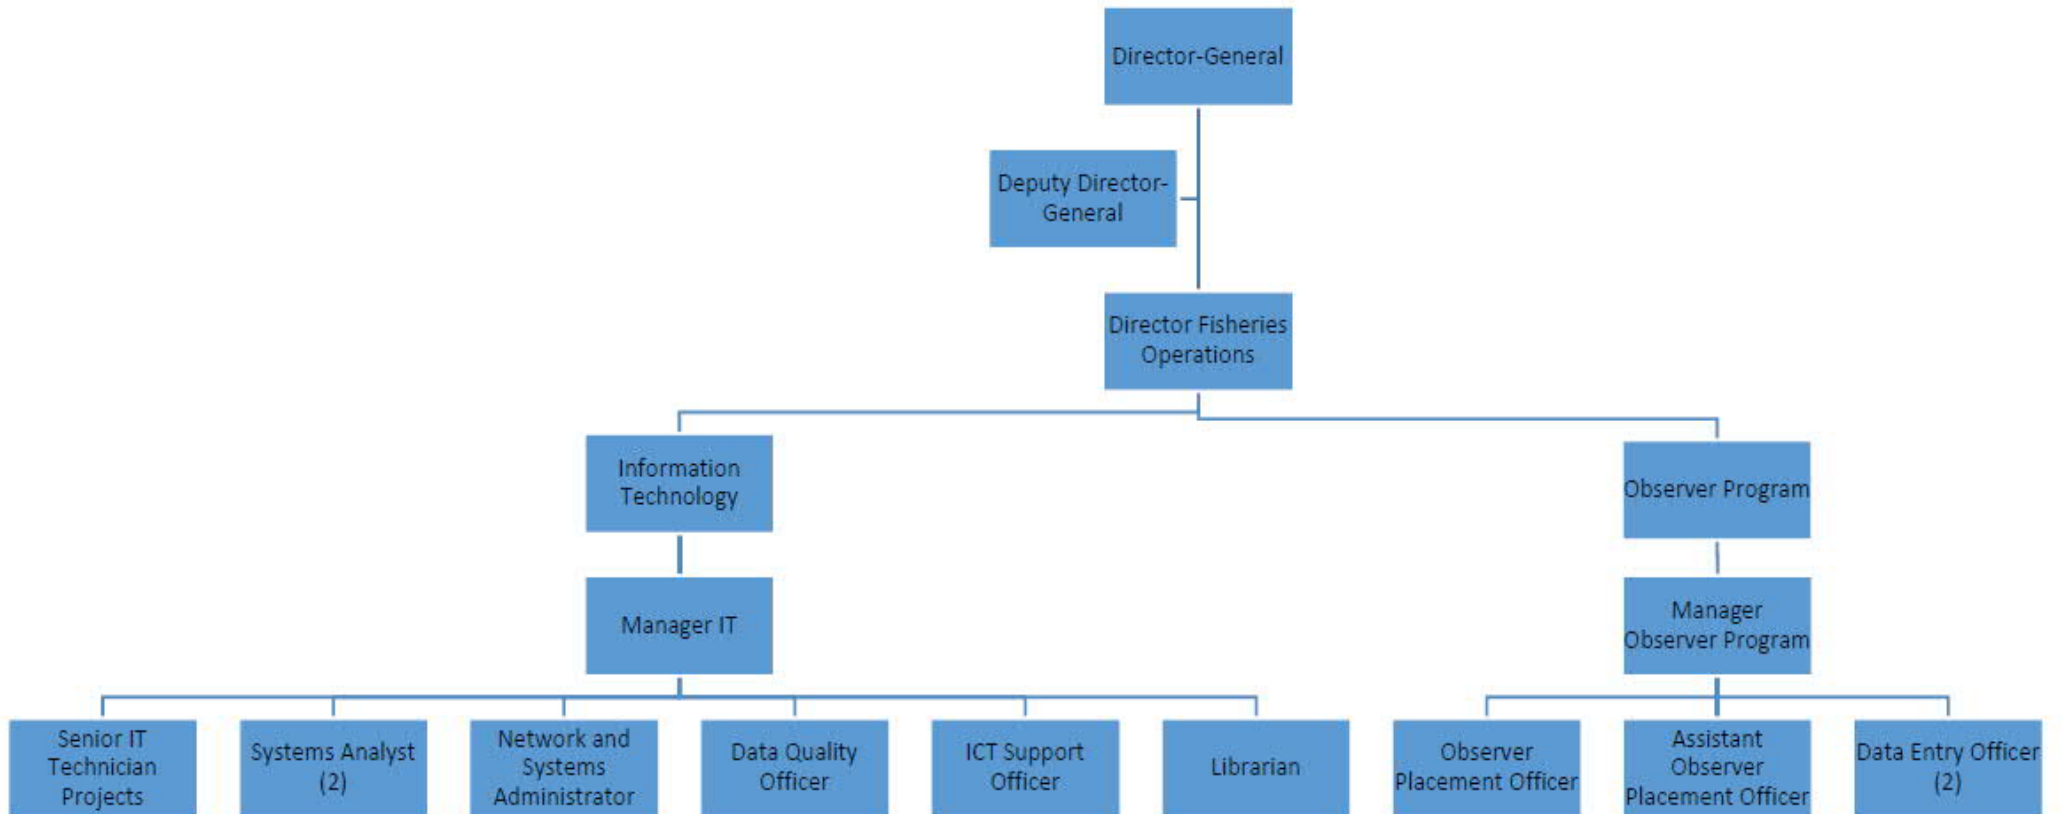 Director-General
Deputy Director-
General
Director Fisheries
Operations
Information
Technology
Observer Program
Manager IT
Manager
Observer Program
Senior IT
Technician
Projects
Systems Analyst
(2)
Network and
Systems
Administrator
Data Quality
Officer
ICT Support
Officer
Librarian
Observer
Placement Officer
Assistant
Observer
Placement Officer
Data Entry Officer
(2)